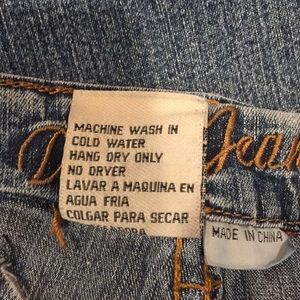 MACHINE WASH IN
COLD WATER
HANG DRY ONLY
NO DRYER
LAVAR A MAQUINA EN
AGUA FRIA
COLGAR PARA SECAR
MADE IN CHINA